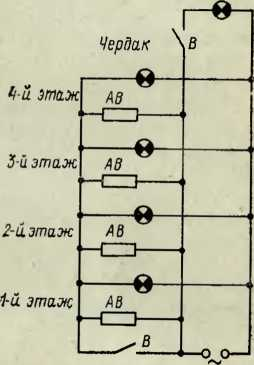 Чердак
В
4-й этаж
АВ
3-й этаж
АВ
2-й этаж
АВ
1-й этаж
АВ
В
~